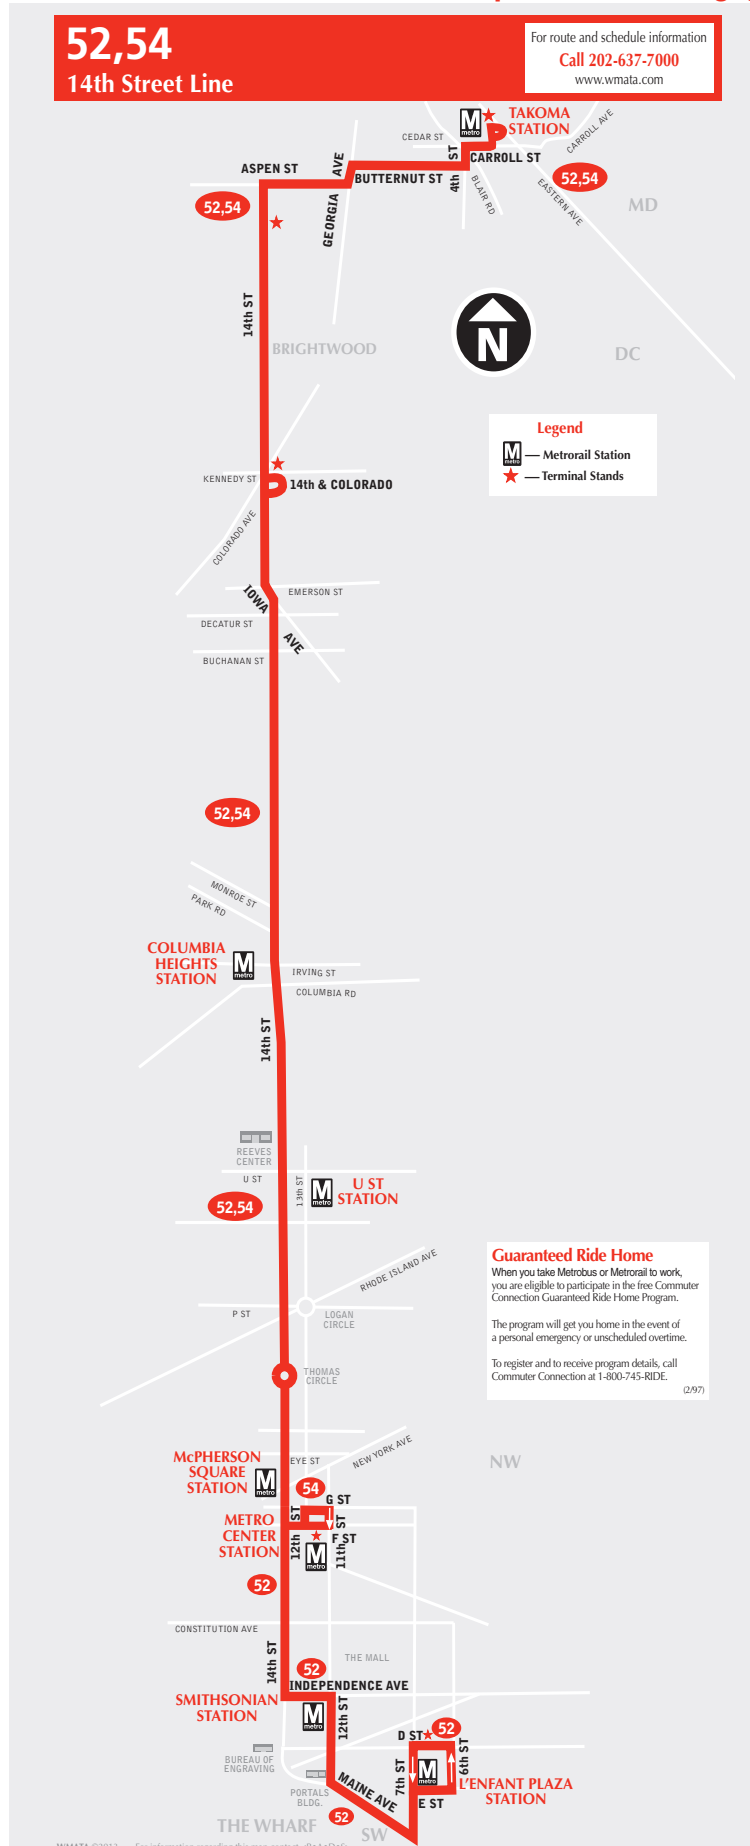 52,54
14th Street Line
For route and schedule information
Call 202-637-7000
www.wmata.com
TAKOMA
STATION
M
metro
CEDAR ST
CARROLL AVE
CARROLL ST
4th ST
BLAIR RD
EASTERN AVE
52,54
ASPEN ST
GEORGIA AVE
BUTTERNUT ST
52,54
MD
14th ST
N
BRIGHTWOOD
DC
Legend
M
metro
— Metrorail Station
— Terminal Stands
KENNEDY ST
14th & COLORADO
COLORADO AVE
IOWA AVE
EMERSON ST
DECATUR ST
BUCHANAN ST
52,54
MONROE ST
PARK RD
COLUMBIA
HEIGHTS
STATION
M
metro
IRVING ST
COLUMBIA RD
14th ST
REEVES
CENTER
U ST
13th ST
M
metro
U ST
STATION
52,54
RHODE ISLAND AVE
P ST
LOGAN
CIRCLE
THOMAS
CIRCLE
Guaranteed Ride Home
When you take Metrobus or Metrorail to work,
you are eligible to participate in the free Commuter
Connection Guaranteed Ride Home Program.
The program will get you home in the event of
a personal emergency or unscheduled overtime.
To register and to receive program details, call
Commuter Connection at 1-800-745-RIDE.
(2/97)
McPHERSON
SQUARE
STATION
M
metro
EYE ST
NEW YORK AVE
NW
54
G ST
METRO
CENTER
STATION
12th ST
11th ST
F ST
M
metro
52
CONSTITUTION AVE
14th ST
THE MALL
52
INDEPENDENCE AVE
SMITHSONIAN
STATION
M
metro
12th ST
D ST
52
BUREAU OF
ENGRAVING
7th ST
M
metro
6th ST
L'ENFANT PLAZA
STATION
PORTALS
BLDG.
MAINE AVE
E ST
52
THE WHARF
SW